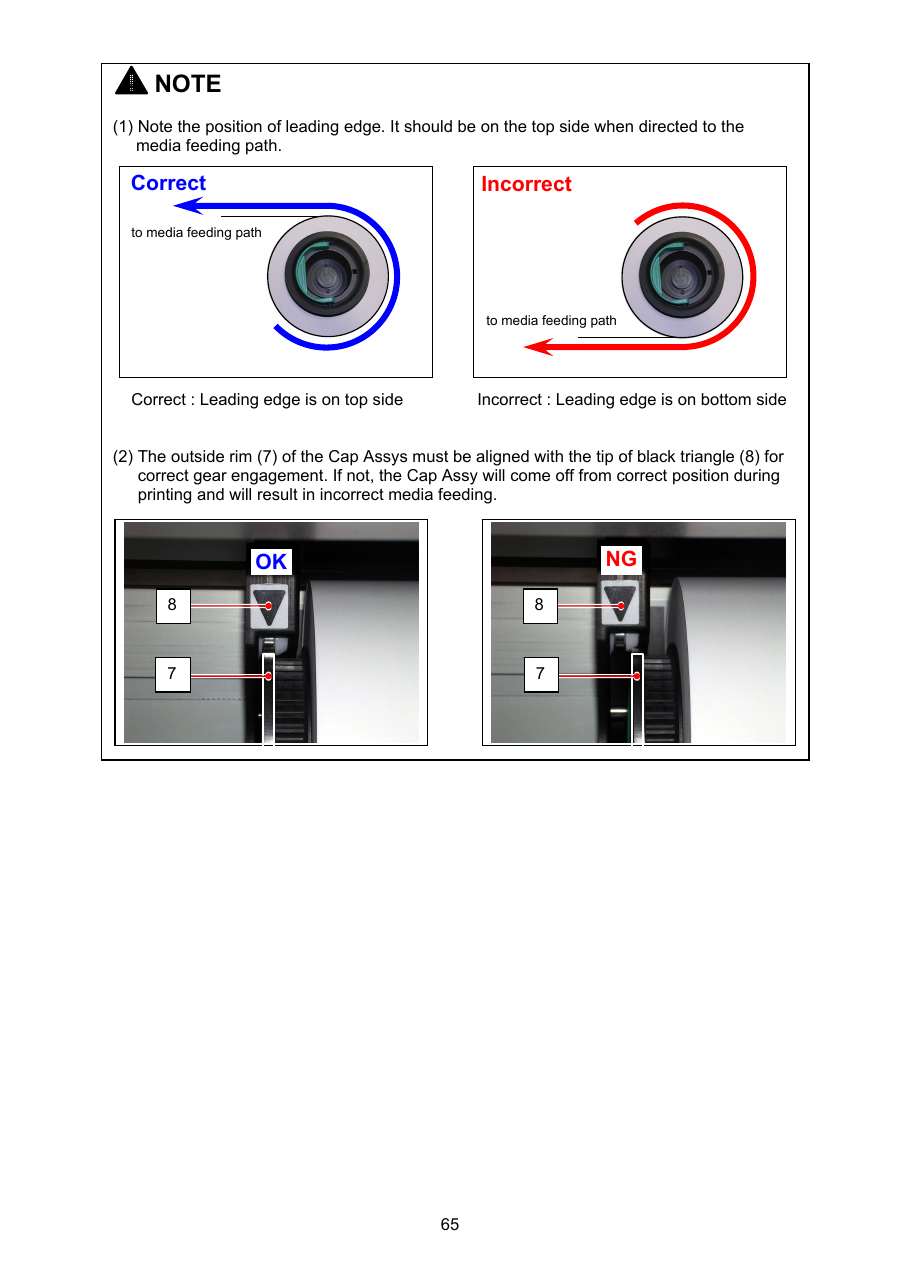 NOTE
(1) Note the position of leading edge. It should be on the top side when directed to the
media feeding path.
Correct
to media feeding path
Incorrect
to media feeding path
Correct : Leading edge is on top side
Incorrect : Leading edge is on bottom side
(2) The outside rim (7) of the Cap Assys must be aligned with the tip of black triangle (8) for
correct gear engagement. If not, the Cap Assy will come off from correct position during
printing and will result in incorrect media feeding.
OK
8
7
NG
8
7
65